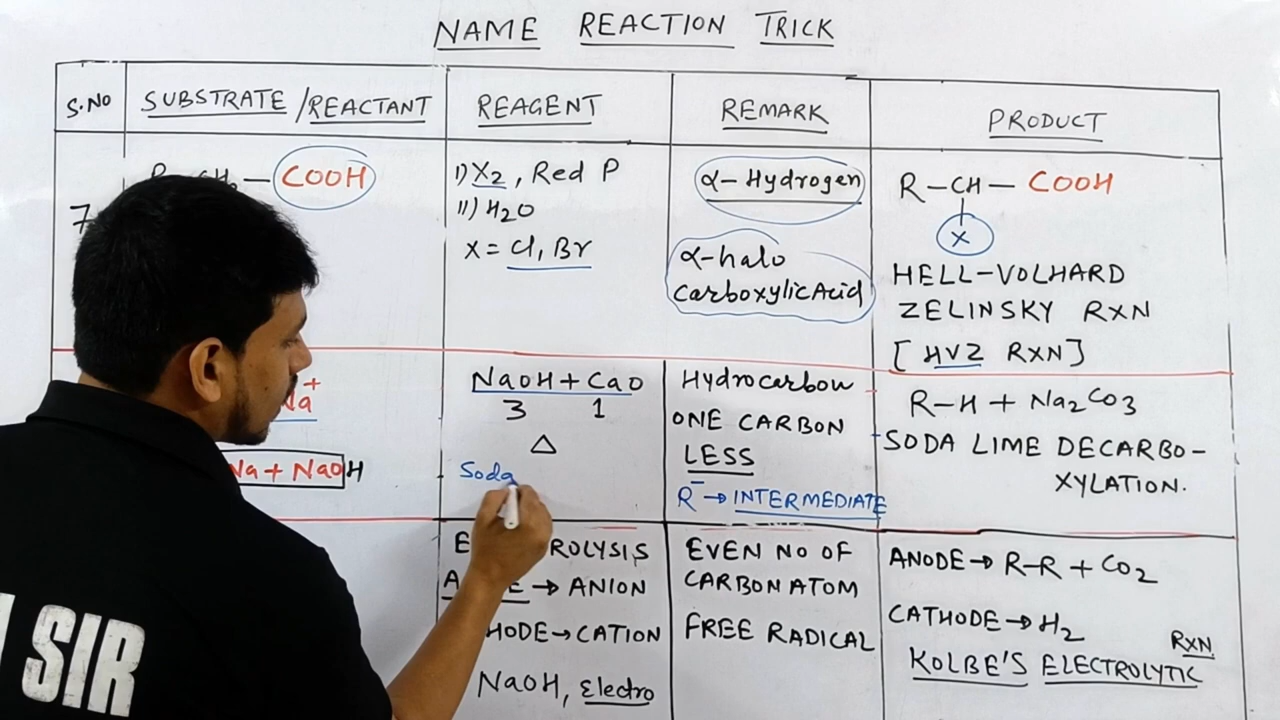 NAME REACTION TRICK
S.NO SUBSTRATE/REACTANT REAGENT REMARK PRODUCT
7
COOH
I) X2, Red P
II) H2O
X = Cl, Br
α-Hydrogen
α-halo
CarboxylicAcid
R-CH-COOH
X
HELL-VOLHARD
ZELINSKY RXN
[HVZ RXN]
Na+
Na + NaOH
NaOH + CaO
3 1
△
Soda
Hydrocarbon
ONE CARBON
LESS
R- → INTERMEDIATE
R-H + Na2CO3
SODA LIME DECARBO-
XYLATION.
→ ANION
→ CATION
NaOH, Electro
EVEN NO OF
CARBON ATOM
FREE RADICAL
ANODE → R-R + CO2
CATHODE → H2
KOLBE'S ELECTROLYTIC RXN
SIR